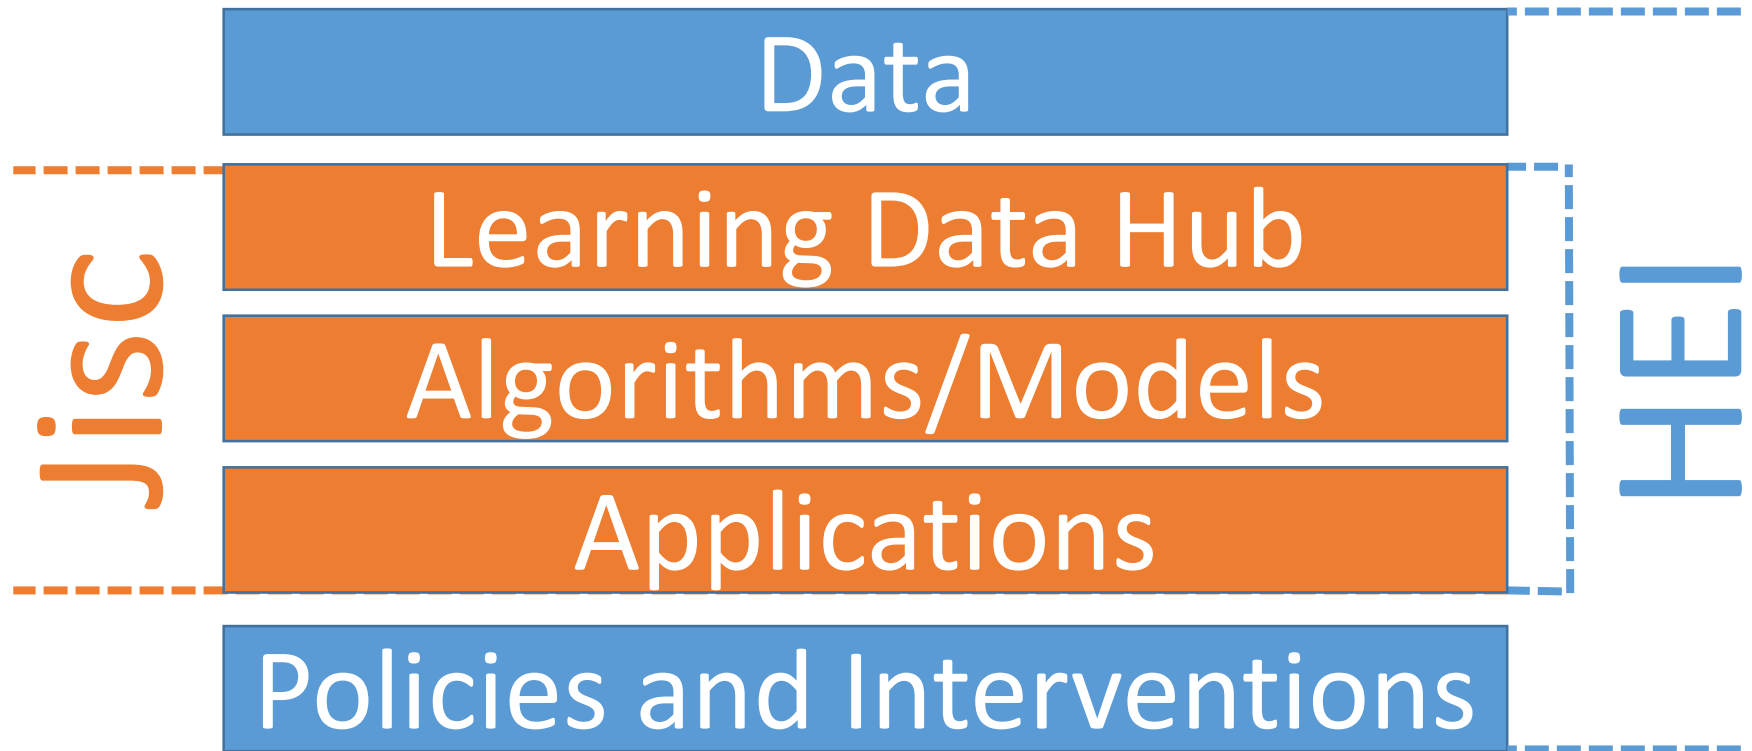 Data
Learning Data Hub
Algorithms/Models
Applications
Policies and Interventions
Jisc
HEI